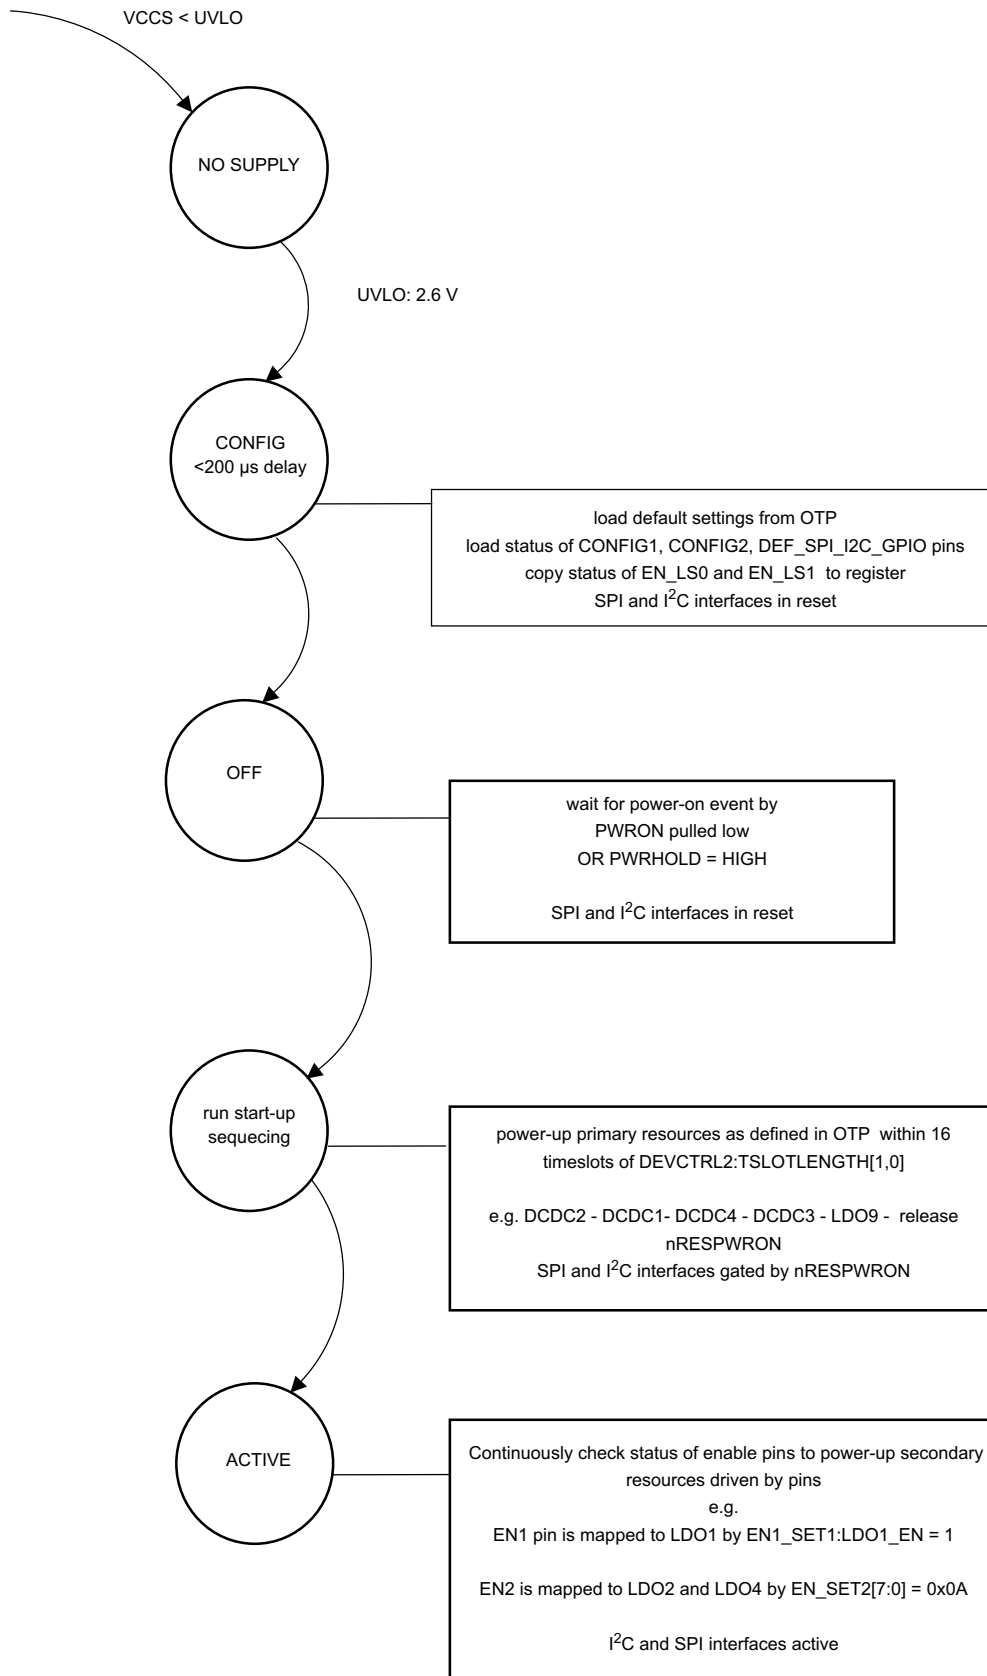 VCCS < UVLO
NO SUPPLY
UVLO: 2.6 V
CONFIG
<200 µs delay
load default settings from OTP
load status of CONFIG1, CONFIG2, DEF_SPI_I2C_GPIO pins
copy status of EN_LS0 and EN_LS1 to register
SPI and I²C interfaces in reset
OFF
wait for power-on event by
PWRON pulled low
OR PWRHOLD = HIGH
SPI and I²C interfaces in reset
run start-up
sequecing
power-up primary resources as defined in OTP within 16
timeslots of DEVCTRL2:TSLOTLENGTH[1,0]
e.g. DCDC2 - DCDC1- DCDC4 - DCDC3 - LDO9 - release
nRESPWRON
SPI and I²C interfaces gated by nRESPWRON
ACTIVE
Continuously check status of enable pins to power-up secondary
resources driven by pins
e.g.
EN1 pin is mapped to LDO1 by EN1_SET1:LDO1_EN = 1
EN2 is mapped to LDO2 and LDO4 by EN_SET2[7:0] = 0x0A
I²C and SPI interfaces active